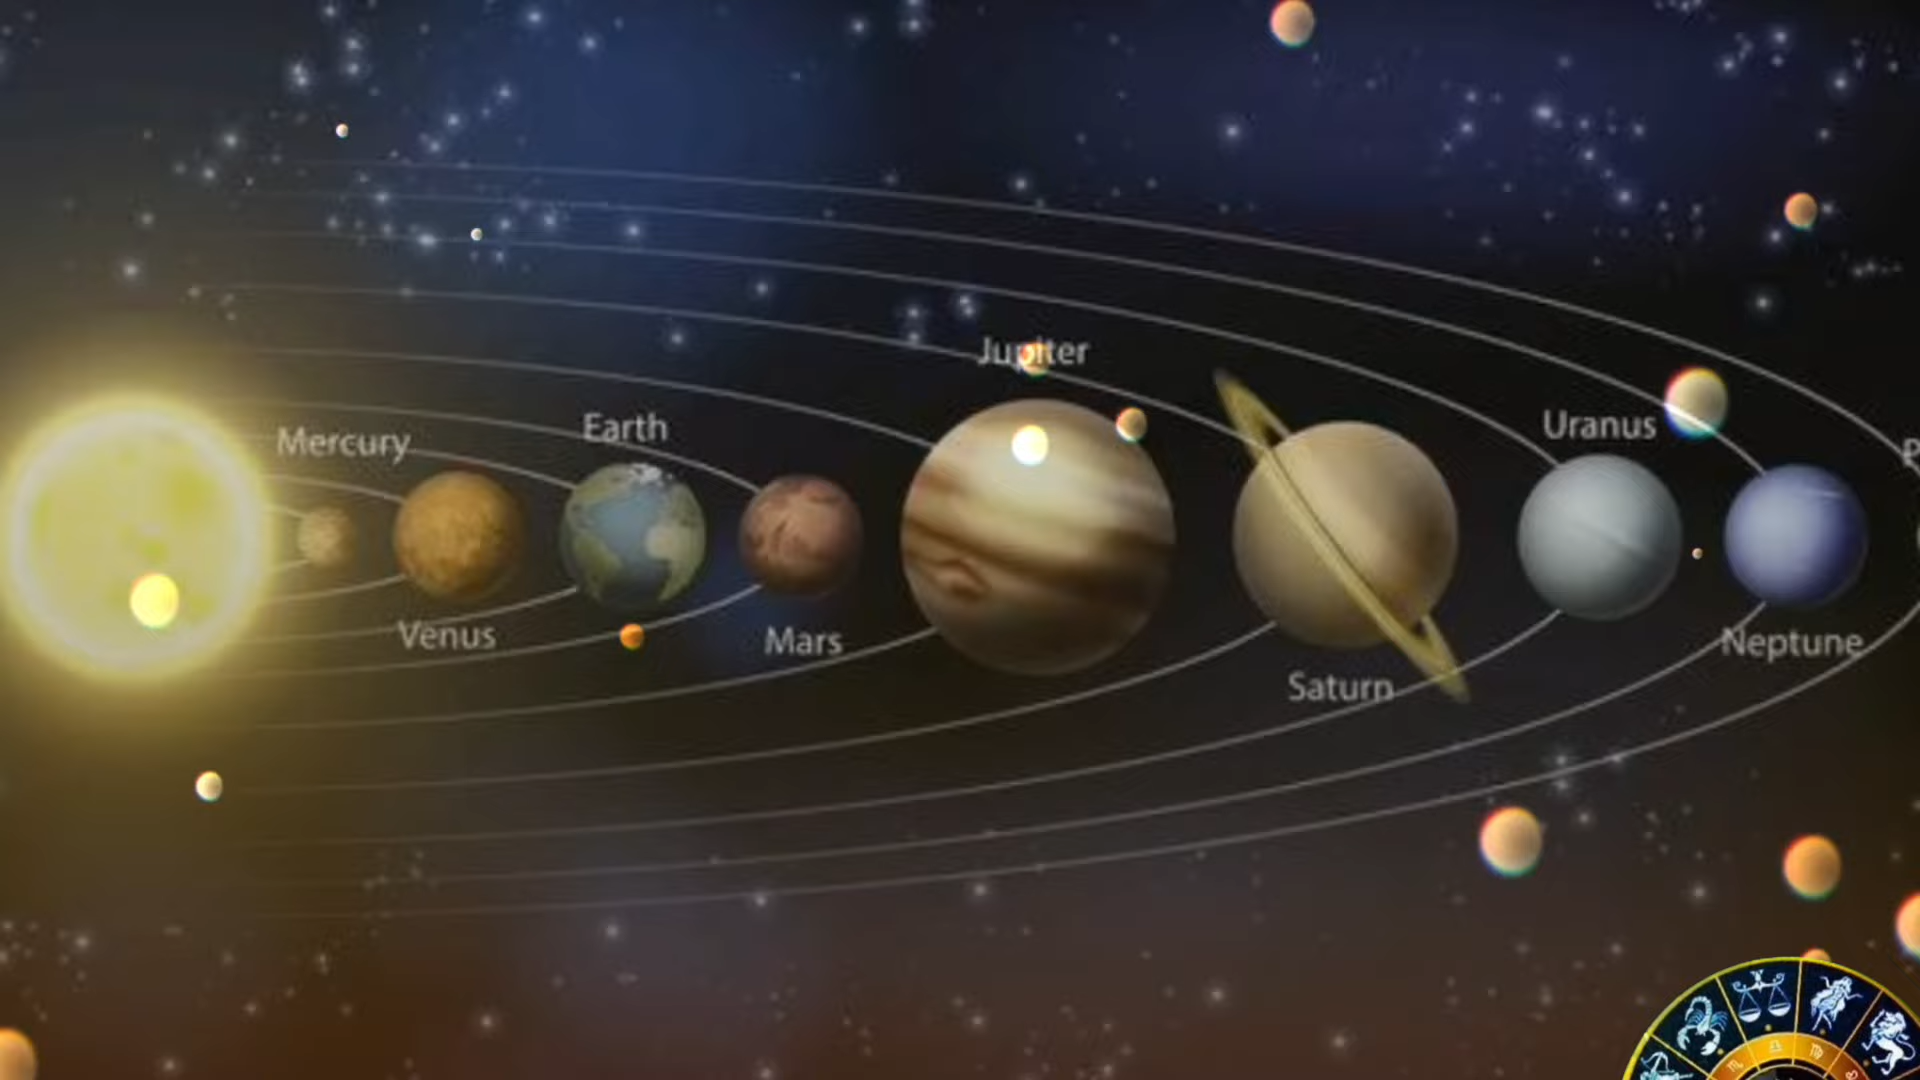 Jupiter
Earth
Mercury
Uranus
Venus
Mars
Neptune
Saturn